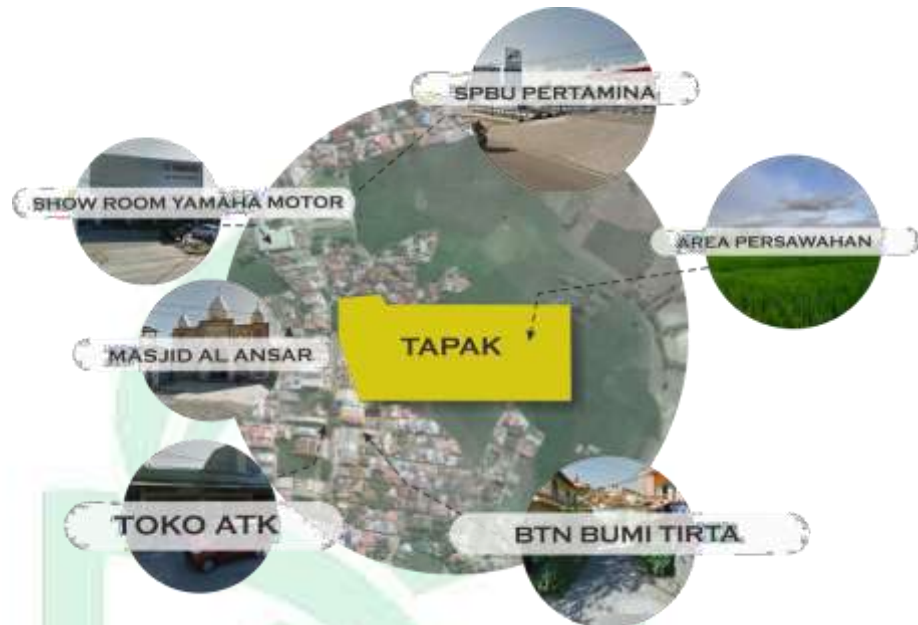 SPBU PERTAMINA
SHOW ROOM YAMAHA MOTOR
AREA PERSAWAHAN
TAPAK
MASJID AL ANSAR
TOKO ATK
BTN BUMI TIRTA